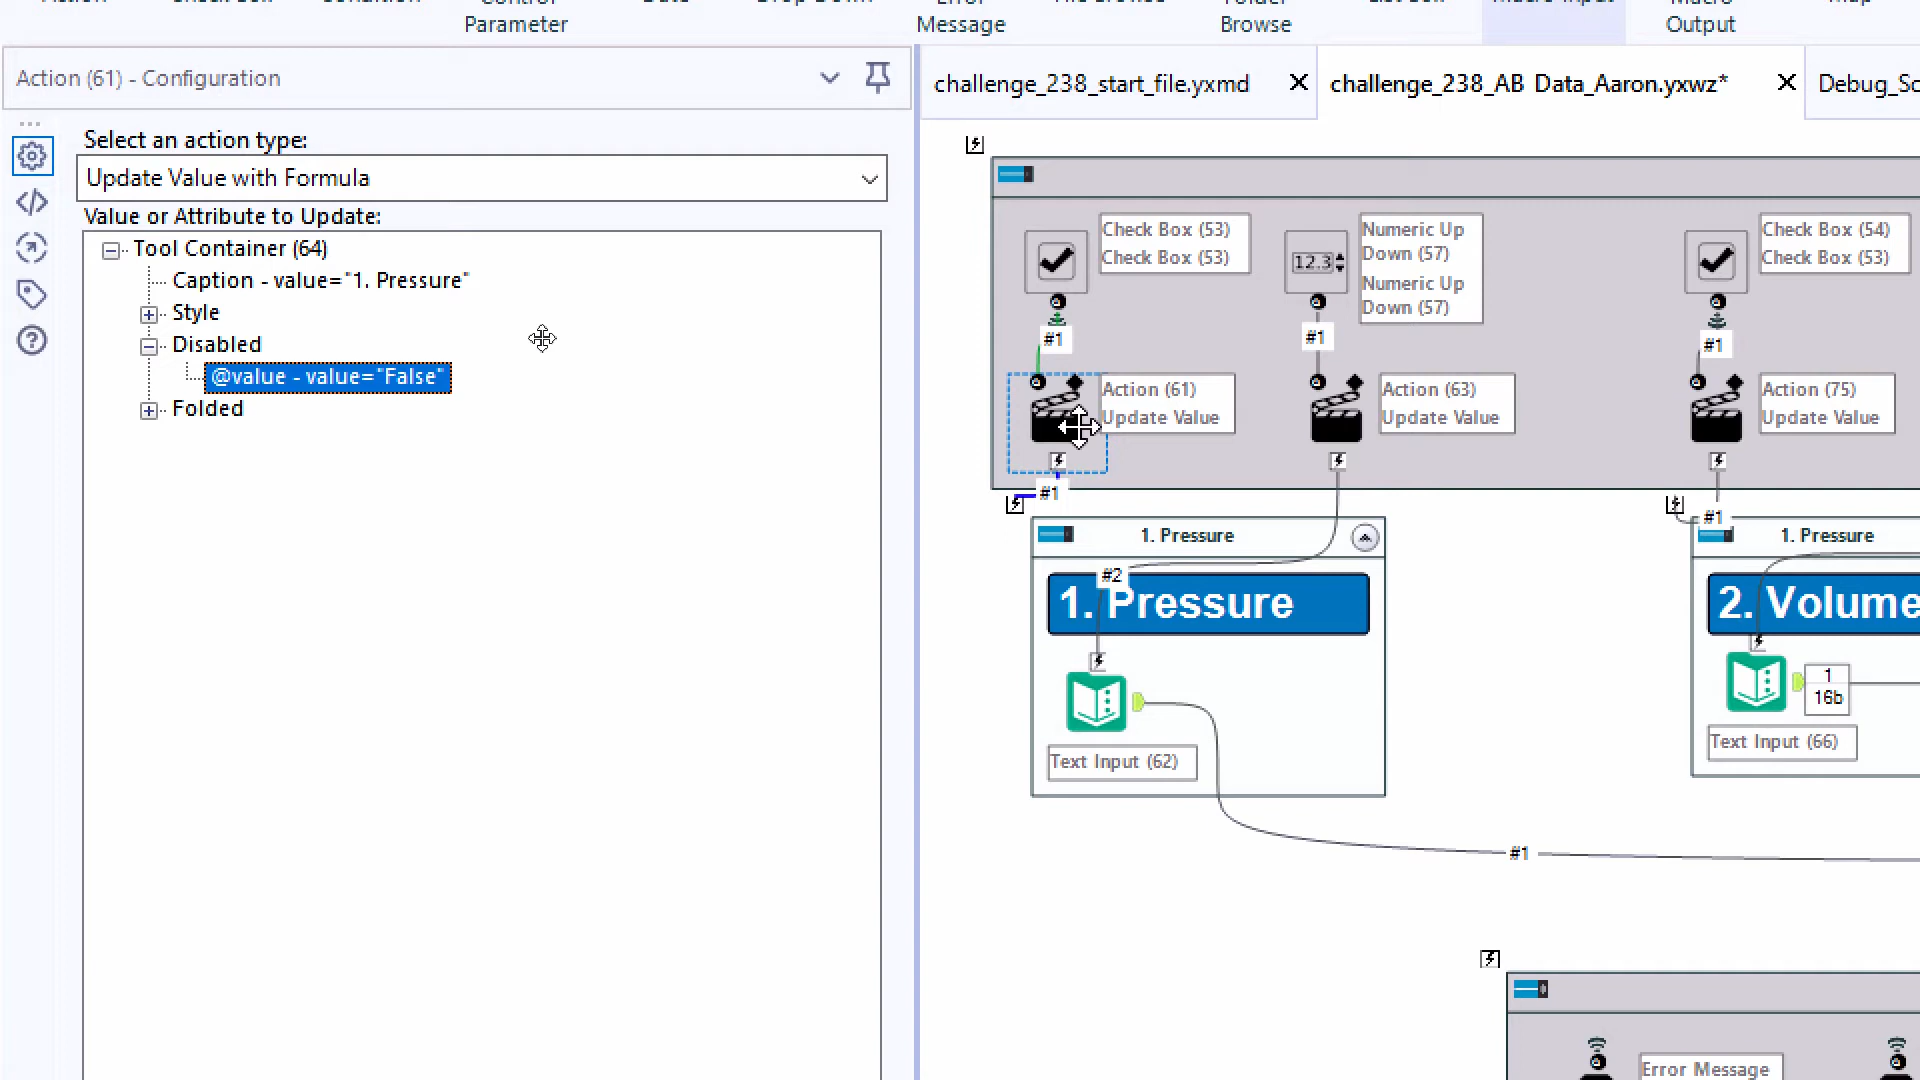 Parameter
Message
Browse
Output
Action (61) - Configuration
challenge_238_start_file.yxmd
challenge_238_AB Data_Aaron.yxwz*
Debug_Sc
Select an action type:
Update Value with Formula
Value or Attribute to Update:
Tool Container (64)
Caption - value="1. Pressure"
Style
Disabled
@value - value="False"
Folded
Check Box (53)
Check Box (53)
12.3
Numeric Up
Down (57)
Numeric Up
Down (57)
Check Box (54)
Check Box (53)
#1
#1
#1
Action (61)
Update Value
Action (63)
Update Value
Action (75)
Update Value
#1
#1
1. Pressure
1. Pressure
#2
1. Pressure
2. Volume
1
16b
Text Input (62)
Text Input (66)
#1
Error Message